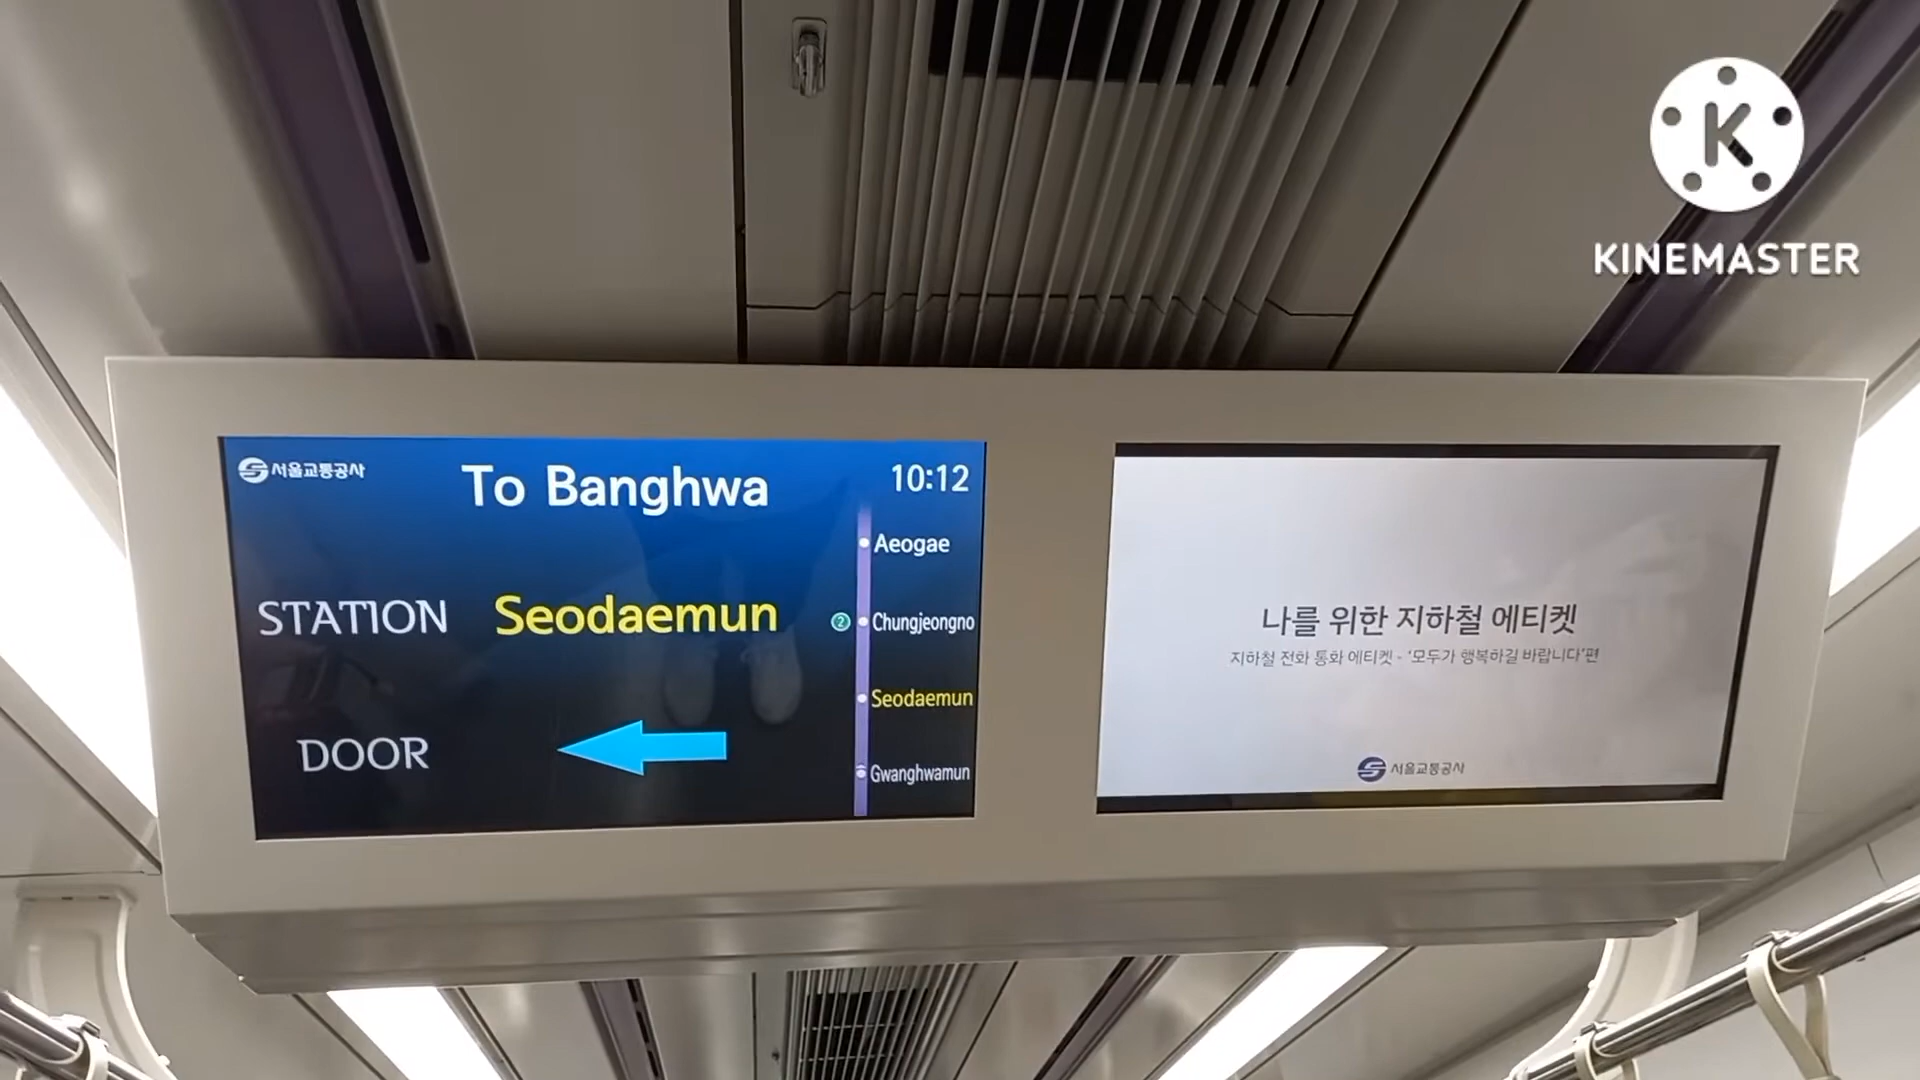 K
KINEMASTER
서울교통공사
To Banghwa
10:12
STATION Seodaemun
DOOR
Aeogae
2 Chungjeongno
Seodaemun
Gwanghwamun
나를 위한 지하철 에티켓
지하철 전화 통화 에티켓 - '모두가 행복하길 바랍니다'편
서울교통공사